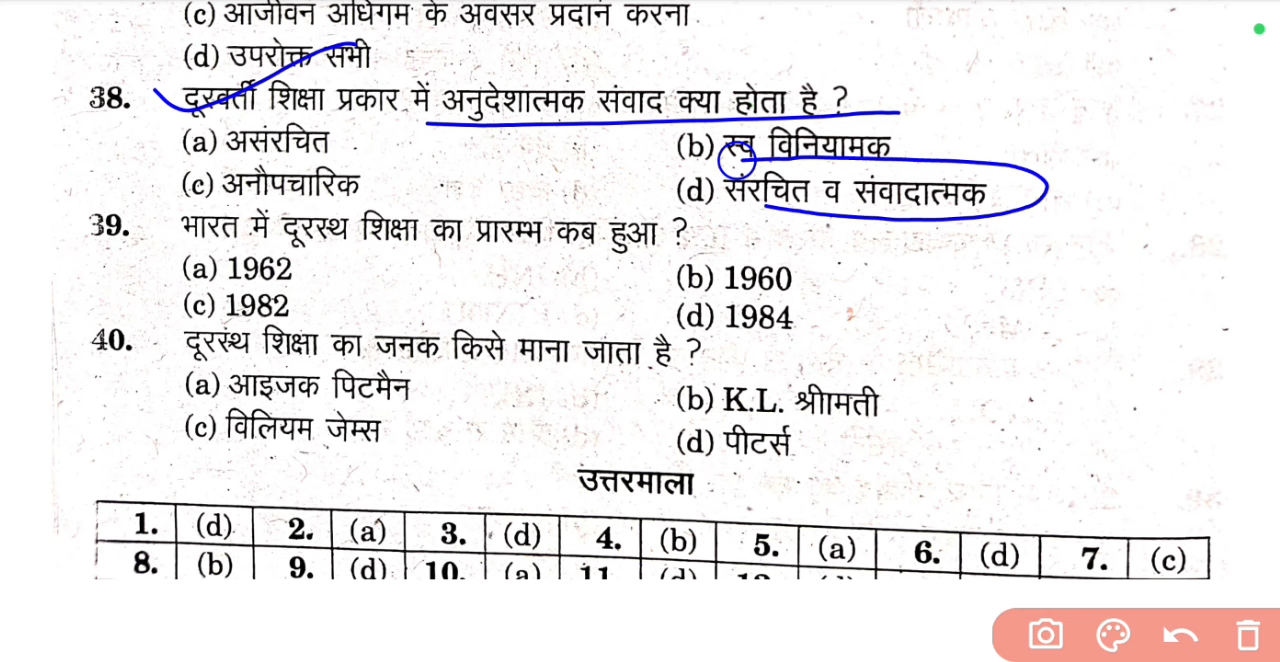 (c) आजीवन अधिगम के अवसर प्रदान करना
(d) उपरोक्त सभी
38. दूरवर्ती शिक्षा प्रकार में अनुदेशात्मक संवाद क्या होता है ?
(a) असंरचित (b) स्व विनियामक
(c) अनौपचारिक (d) संरचित व संवादात्मक
39. भारत में दूरस्थ शिक्षा का प्रारम्भ कब हुआ ?
(a) 1962 (b) 1960
(c) 1982 (d) 1984
40. दूरस्थ शिक्षा का जनक किसे माना जाता है ?
(a) आइजक पिटमैन (b) K.L. श्रीामती
(c) विलियम जेम्स (d) पीटर्स
उत्तरमाला
1. (d) 2. (a) 3. (d) 4. (b) 5. (a) 6. (d) 7. (c)
8. (b) 9. (d) 10. (a) 11. (d)